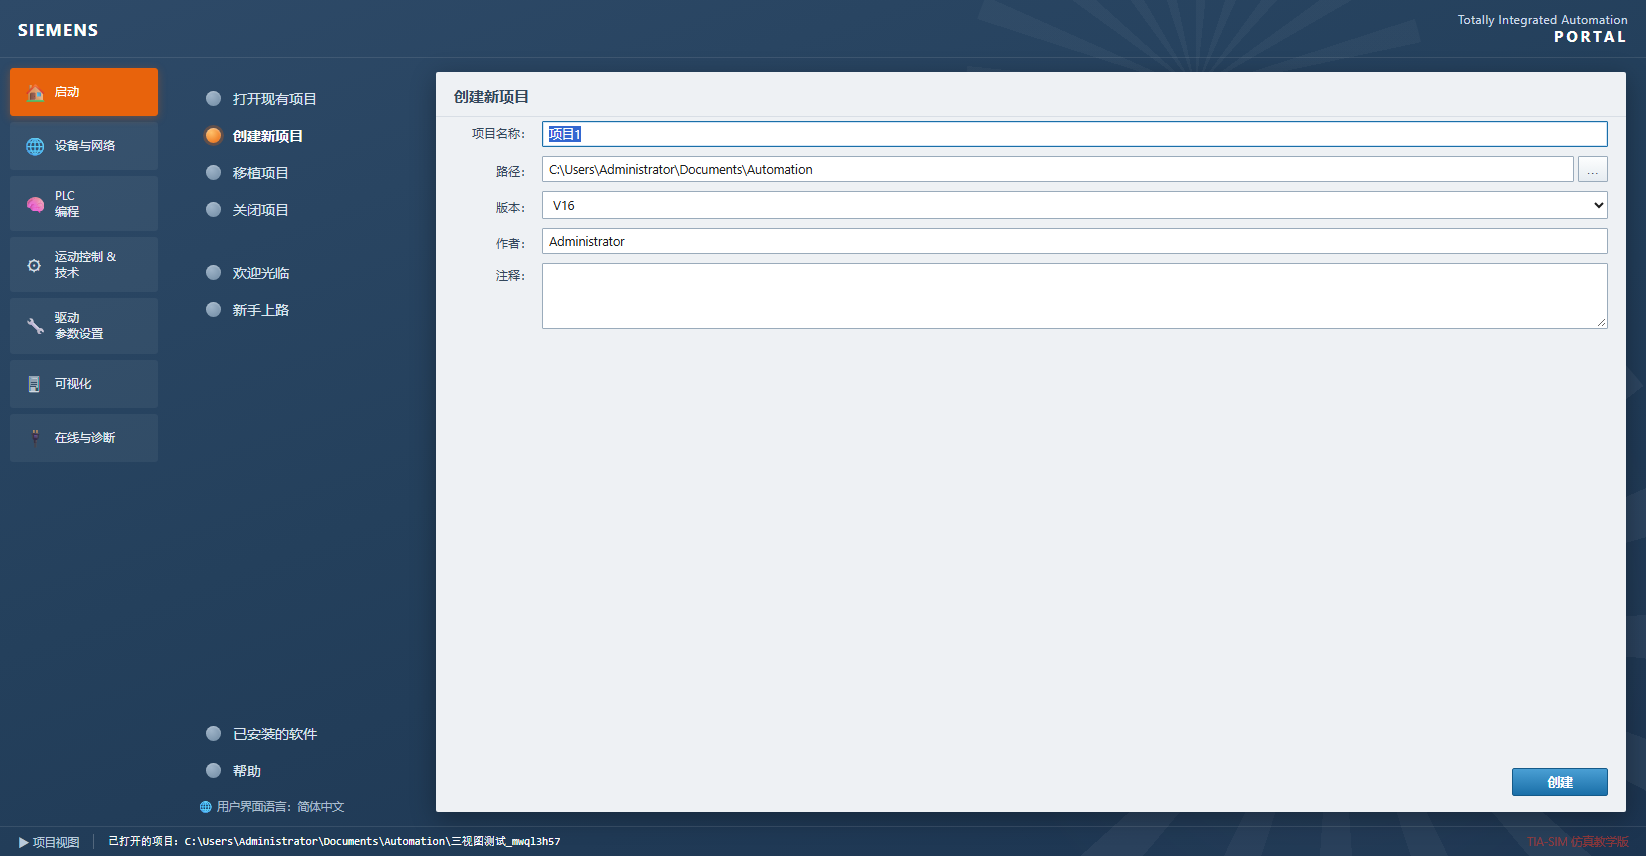 SIEMENS
Totally Integrated Automation
PORTAL
启动
设备与网络
PLC
编程
运动控制 &
技术
驱动
参数设置
可视化
在线与诊断
打开现有项目
创建新项目
移植项目
关闭项目
欢迎光临
新手上路
已安装的软件
帮助
用户界面语言：简体中文
创建新项目
项目名称： 项目1
路径： C:\Users\Administrator\Documents\Automation ...
版本： V16
作者： Administrator
注释：
创建
▶ 项目视图
已打开的项目：C:\Users\Administrator\Documents\Automation\三视图测试_mwql3h57
TIA-SIM 仿真教学版